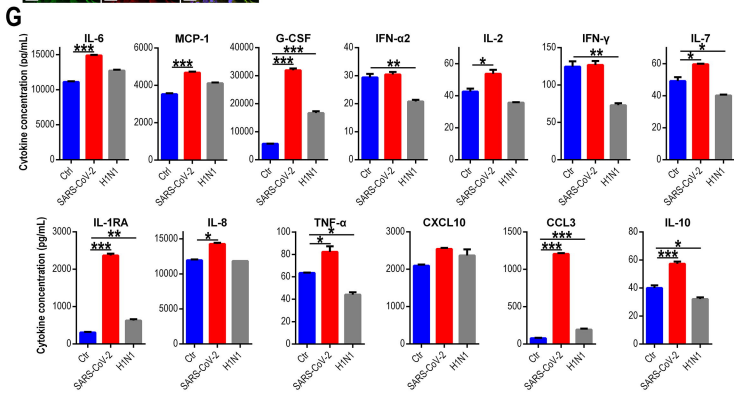 G
IL-6 MCP-1 G-CSF IFN-α2 IL-2 IFN-γ IL-7
*** *** *** *** ** * ** * *
Cytokine concentration (og/mL)
15000 10000 5000 0
6000 4000 2000 0
40000 30000 20000 10000 0
40 30 20 10 0
60 40 20 0
150 100 50 0
60 40 20 0
Ctrl SARS-CoV-2 H1N1 Ctrl SARS-CoV-2 H1N1 Ctr SARS-CoV-2 H1N1 Ctr SARS-CoV-2 H1N1 Ctr SARS-CoV-2 H1N1 Ctr SARS-CoV-2 H1N1 Ctr SARS-CoV-2 H1N1
IL-1RA IL-8 TNF-α CXCL10 CCL3 IL-10
** *** * * * *** *** * ***
Cytokine concentration (pg/mL)
3000 2000 1000 0
15000 10000 5000 0
100 80 60 40 20 0
3000 2000 1000 0
1500 1000 500 0
80 60 40 20 0
Ctr SARS-CoV-2 H1N1 Ctr SARS-CoV-2 H1N1 Ctr SARS-CoV-2 H1N1 Ctr SARS-CoV-2 H1N1 Ctr SARS-CoV-2 H1N1 Ctr SARS-CoV-2 H1N1